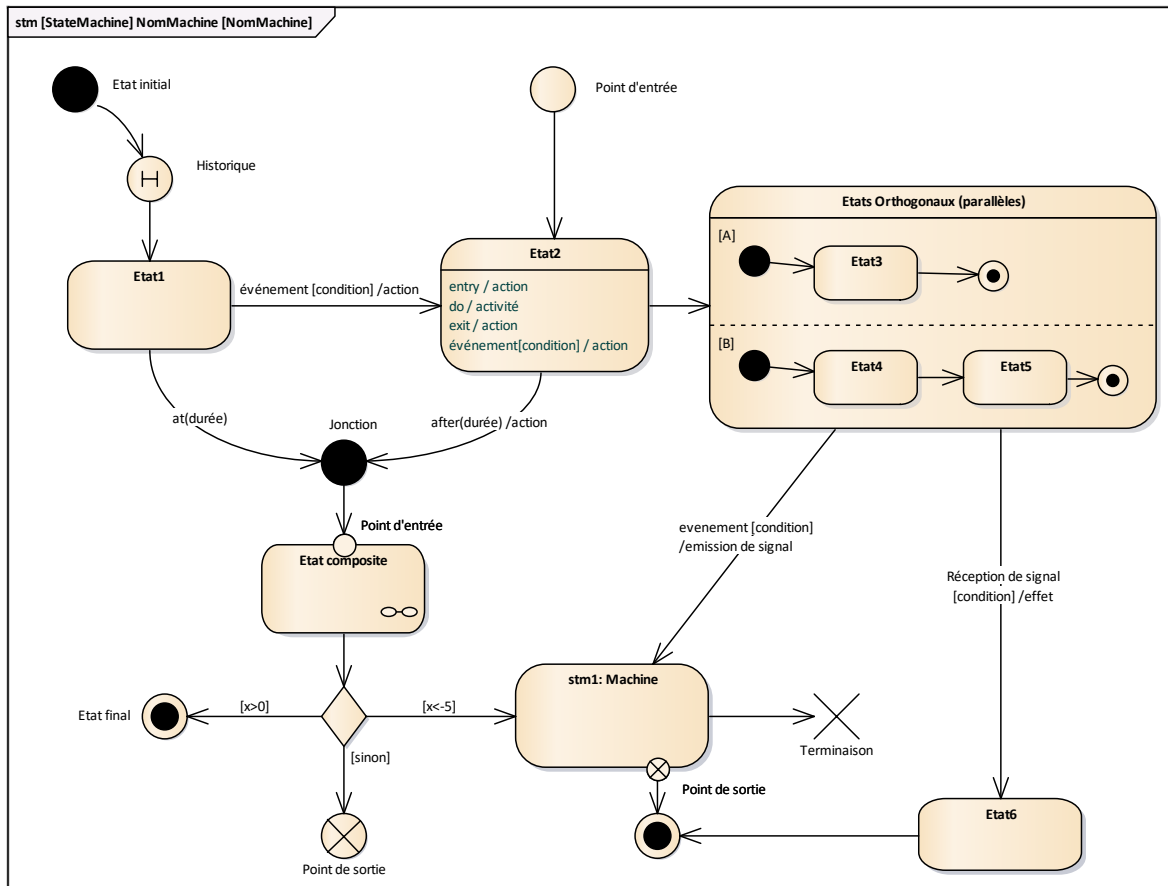 stm [StateMachine] NomMachine [NomMachine]
Etat initial
Point d'entrée
Historique
H
Etats Orthogonaux (parallèles)
[A]
Etat3
Etat1
événement [condition] /action
Etat2
entry / action
do / activité
exit / action
événement[condition] / action
[B]
Etat4
Etat5
at(durée)
Jonction
after(durée) /action
Point d'entrée
Etat composite
evenement [condition]
/emission de signal
Réception de signal
[condition] /effet
stm1: Machine
Etat final
[x>0]
[x<-5]
[sinon]
Terminaison
Point de sortie
Etat6
Point de sortie